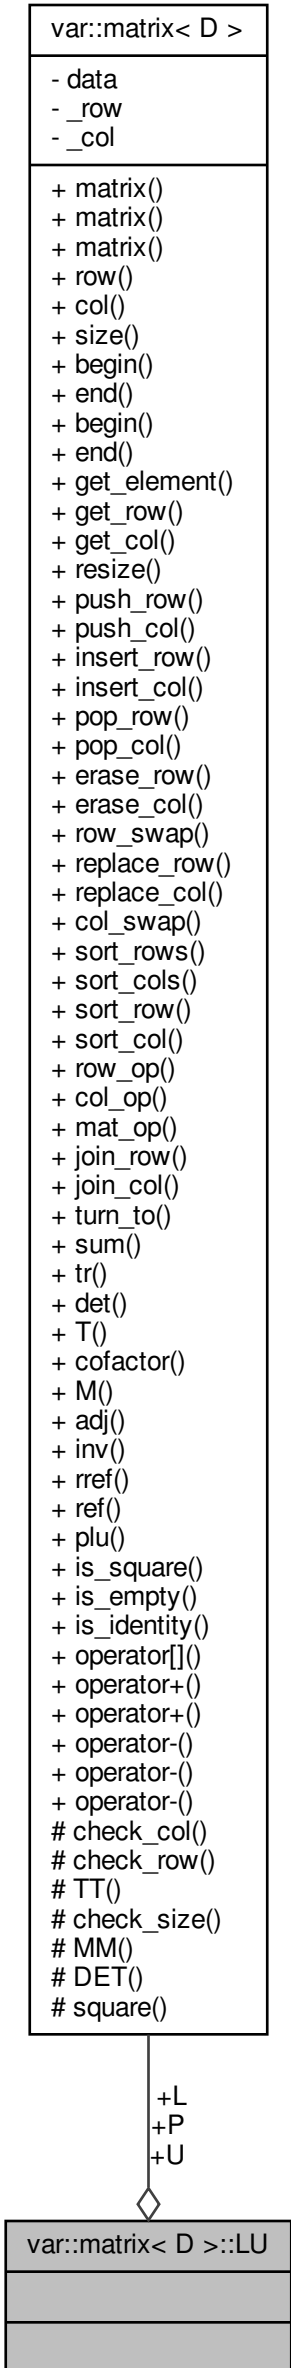 var::matrix< D >
- data
- _row
- _col
+ matrix()
+ matrix()
+ matrix()
+ row()
+ col()
+ size()
+ begin()
+ end()
+ begin()
+ end()
+ get_element()
+ get_row()
+ get_col()
+ resize()
+ push_row()
+ push_col()
+ insert_row()
+ insert_col()
+ pop_row()
+ pop_col()
+ erase_row()
+ erase_col()
+ row_swap()
+ replace_row()
+ replace_col()
+ col_swap()
+ sort_rows()
+ sort_cols()
+ sort_row()
+ sort_col()
+ row_op()
+ col_op()
+ mat_op()
+ join_row()
+ join_col()
+ turn_to()
+ sum()
+ tr()
+ det()
+ T()
+ cofactor()
+ M()
+ adj()
+ inv()
+ rref()
+ ref()
+ plu()
+ is_square()
+ is_empty()
+ is_identity()
+ operator[]()
+ operator+()
+ operator+()
+ operator-()
+ operator-()
+ operator-()
# check_col()
# check_row()
# TT()
# check_size()
# MM()
# DET()
# square()
+L
+P
+U
var::matrix< D >::LU